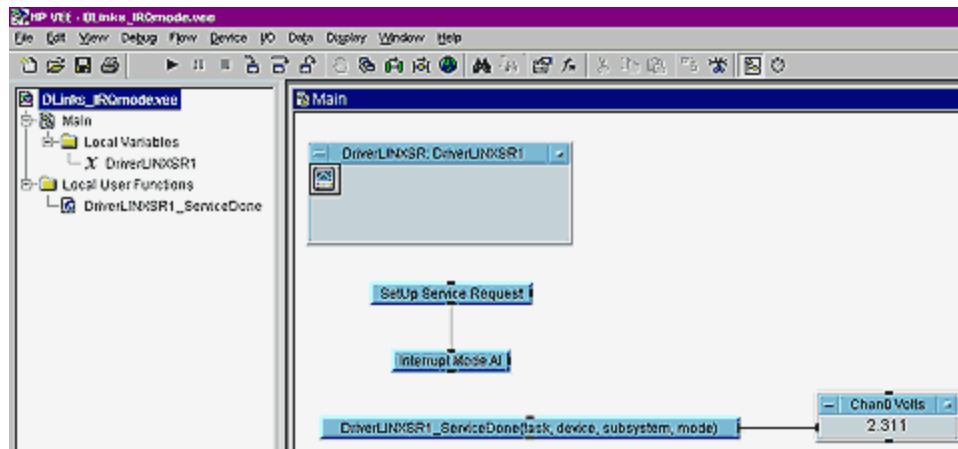 HP VEE - DLinks_IRQmode.vee
File Edit View Debug Flow Device I/O Data Display Window Help
DLinks_IRQmode.vee
Main
Local Variables
X DriverLINXSR1
Local User Functions
DriverLINXSR1_ServiceDone
Main
DriverLINXSR: DriverLINXSR1
SetUp Service Request
Interrupt Mode AI
DriverLINXSR1_ServiceDone(task, device, subsystem, mode)
Chan0 Volts
2.311